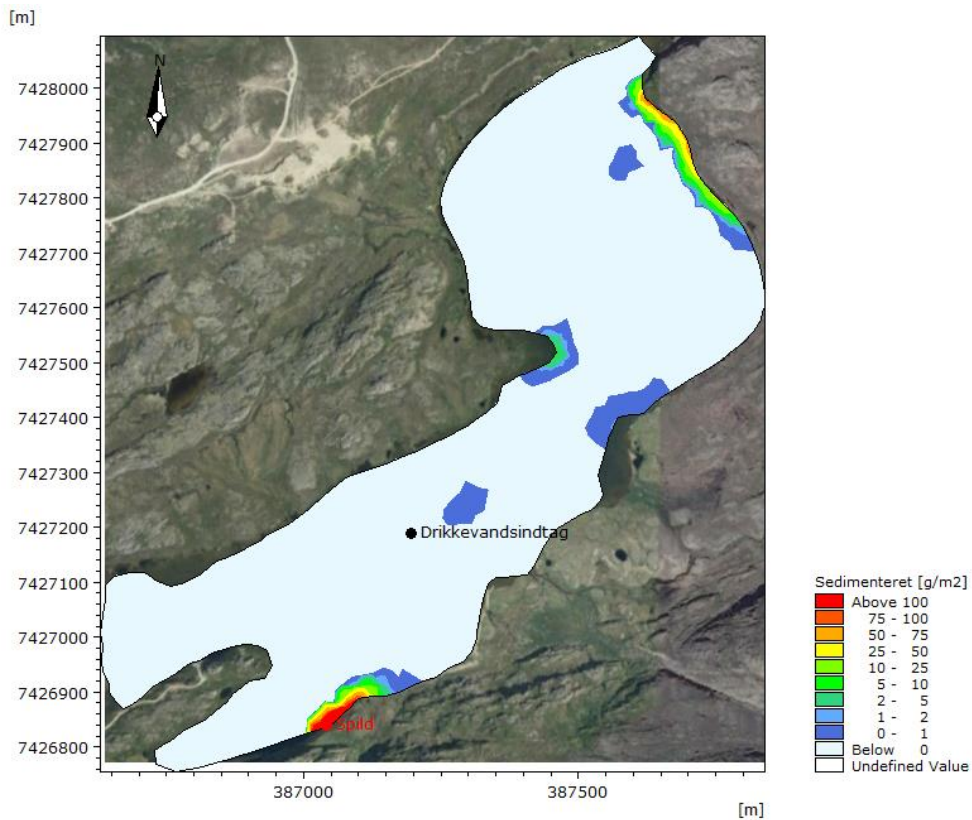 [m]
N
7428000
7427900
7427800
7427700
7427600
7427500
7427400
7427300
7427200
7427100
7427000
7426900
7426800
Drikkevandsindtag
Spild
387000
387500
[m]
Sedimenteret [g/m2]
Above 100
75 - 100
50 - 75
25 - 50
10 - 25
5 - 10
2 - 5
1 - 2
0 - 1
Below 0
Undefined Value